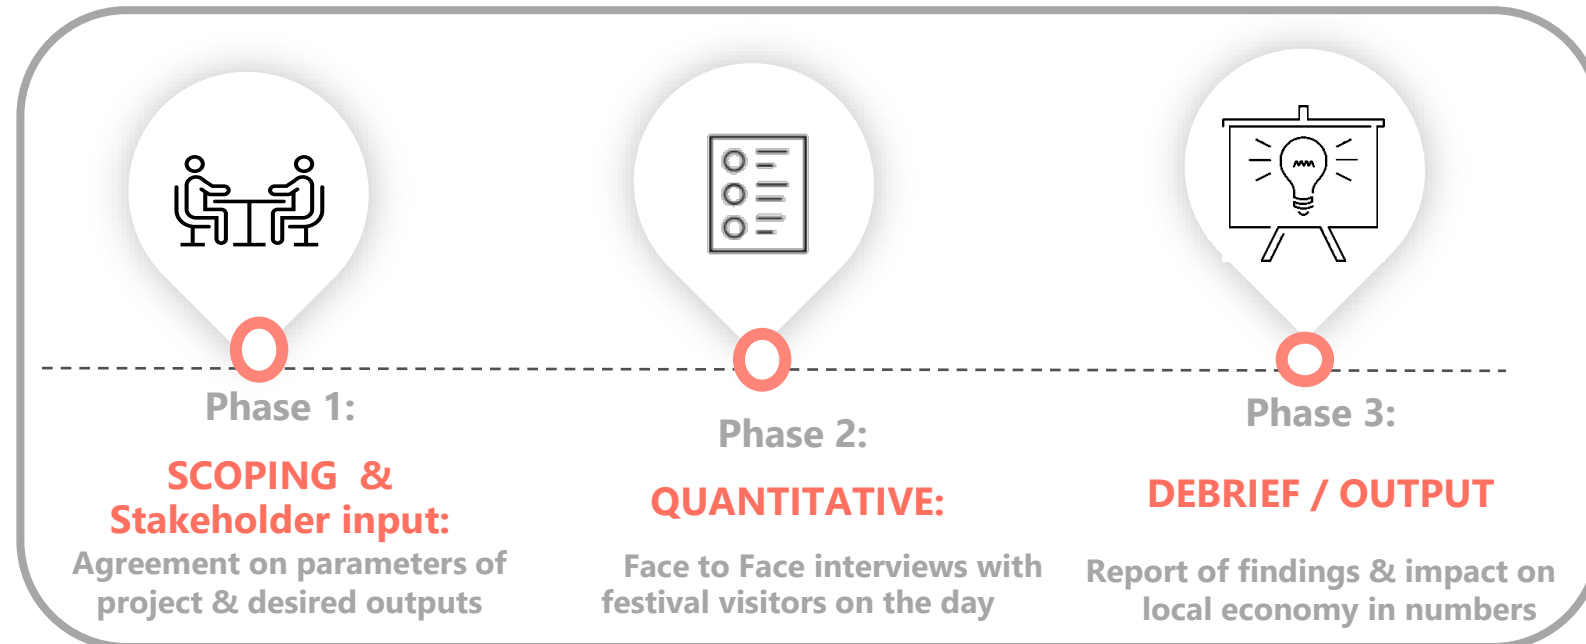 Phase 1:
SCOPING &
Stakeholder input:
Agreement on parameters of
project & desired outputs
Phase 2:
QUANTITATIVE:
Face to Face interviews with
festival visitors on the day
Phase 3:
DEBRIEF / OUTPUT
Report of findings & impact on
local economy in numbers